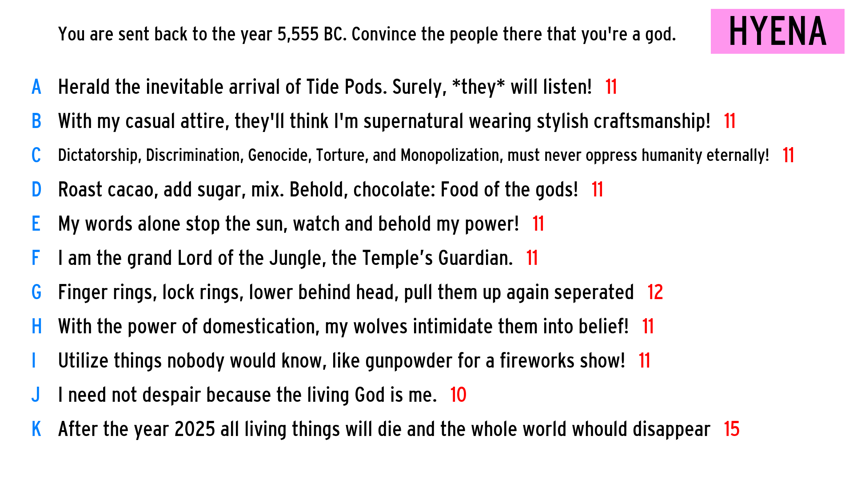 You are sent back to the year 5,555 BC. Convince the people there that you're a god.
HYENA
A Herald the inevitable arrival of Tide Pods. Surely, *they* will listen! 11
B With my casual attire, they'll think I'm supernatural wearing stylish craftsmanship! 11
C Dictatorship, Discrimination, Genocide, Torture, and Monopolization, must never oppress humanity eternally! 11
D Roast cacao, add sugar, mix. Behold, chocolate: Food of the gods! 11
E My words alone stop the sun, watch and behold my power! 11
F I am the grand Lord of the Jungle, the Temple’s Guardian. 11
G Finger rings, lock rings, lower behind head, pull them up again seperated 12
H With the power of domestication, my wolves intimidate them into belief! 11
I Utilize things nobody would know, like gunpowder for a fireworks show! 11
J I need not despair because the living God is me. 10
K After the year 2025 all living things will die and the whole world whould disappear 15